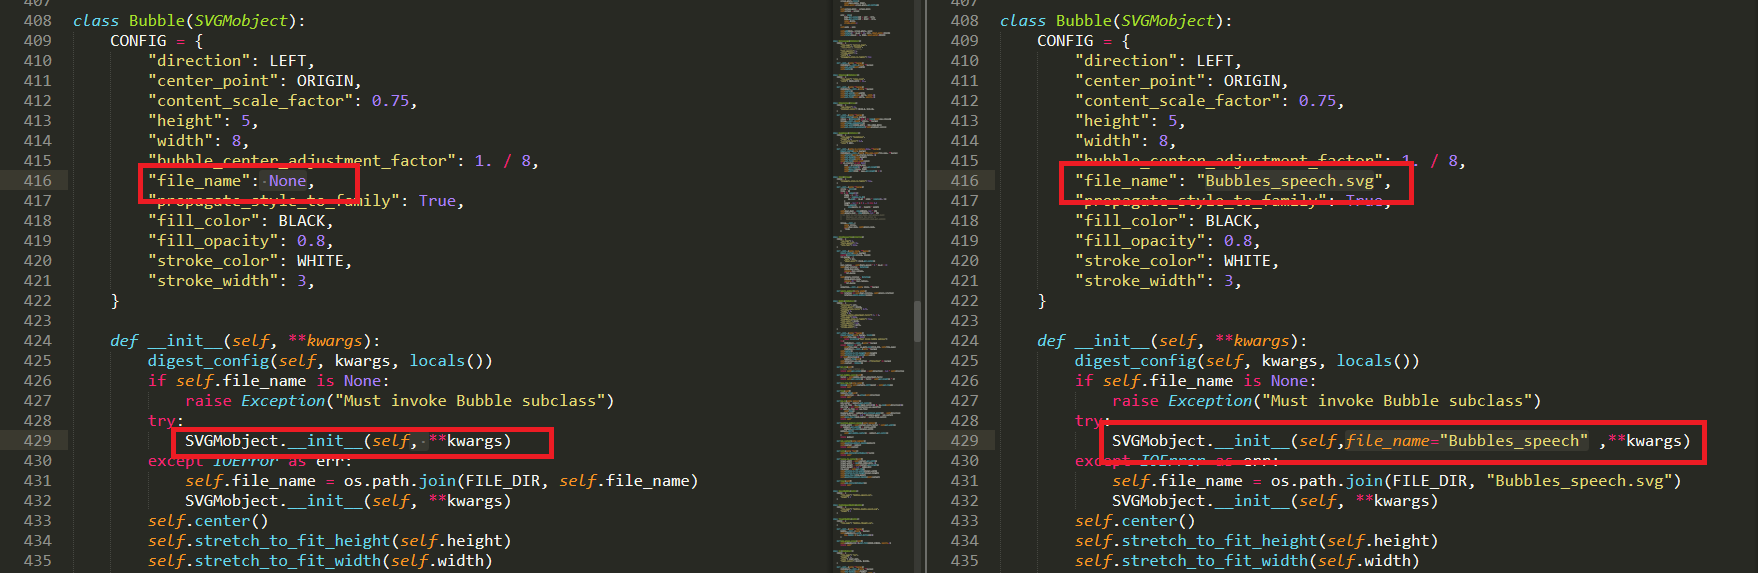 407
408 class Bubble(SVGMobject):
409     CONFIG = {
410         "direction": LEFT,
411         "center_point": ORIGIN,
412         "content_scale_factor": 0.75,
413         "height": 5,
414         "width": 8,
415         "bubble_center_adjustment_factor": 1. / 8,
416         "file_name": None,
417         "propagate_style_to_family": True,
418         "fill_color": BLACK,
419         "fill_opacity": 0.8,
420         "stroke_color": WHITE,
421         "stroke_width": 3,
422     }
423
424     def __init__(self, **kwargs):
425         digest_config(self, kwargs, locals())
426         if self.file_name is None:
427             raise Exception("Must invoke Bubble subclass")
428         try:
429             SVGMobject.__init__(self, **kwargs)
430         except IOError as err:
431             self.file_name = os.path.join(FILE_DIR, self.file_name)
432             SVGMobject.__init__(self, **kwargs)
433         self.center()
434         self.stretch_to_fit_height(self.height)
435         self.stretch_to_fit_width(self.width)
407
408 class Bubble(SVGMobject):
409     CONFIG = {
410         "direction": LEFT,
411         "center_point": ORIGIN,
412         "content_scale_factor": 0.75,
413         "height": 5,
414         "width": 8,
415         "bubble_center_adjustment_factor": 1. / 8,
416         "file_name": "Bubbles_speech.svg",
417         "propagate_style_to_family": True,
418         "fill_color": BLACK,
419         "fill_opacity": 0.8,
420         "stroke_color": WHITE,
421         "stroke_width": 3,
422     }
423
424     def __init__(self, **kwargs):
425         digest_config(self, kwargs, locals())
426         if self.file_name is None:
427             raise Exception("Must invoke Bubble subclass")
428         try:
429             SVGMobject.__init__(self,file_name="Bubbles_speech" ,**kwargs)
430         except IOError as err:
431             self.file_name = os.path.join(FILE_DIR, "Bubbles_speech.svg")
432             SVGMobject.__init__(self, **kwargs)
433         self.center()
434         self.stretch_to_fit_height(self.height)
435         self.stretch_to_fit_width(self.width)